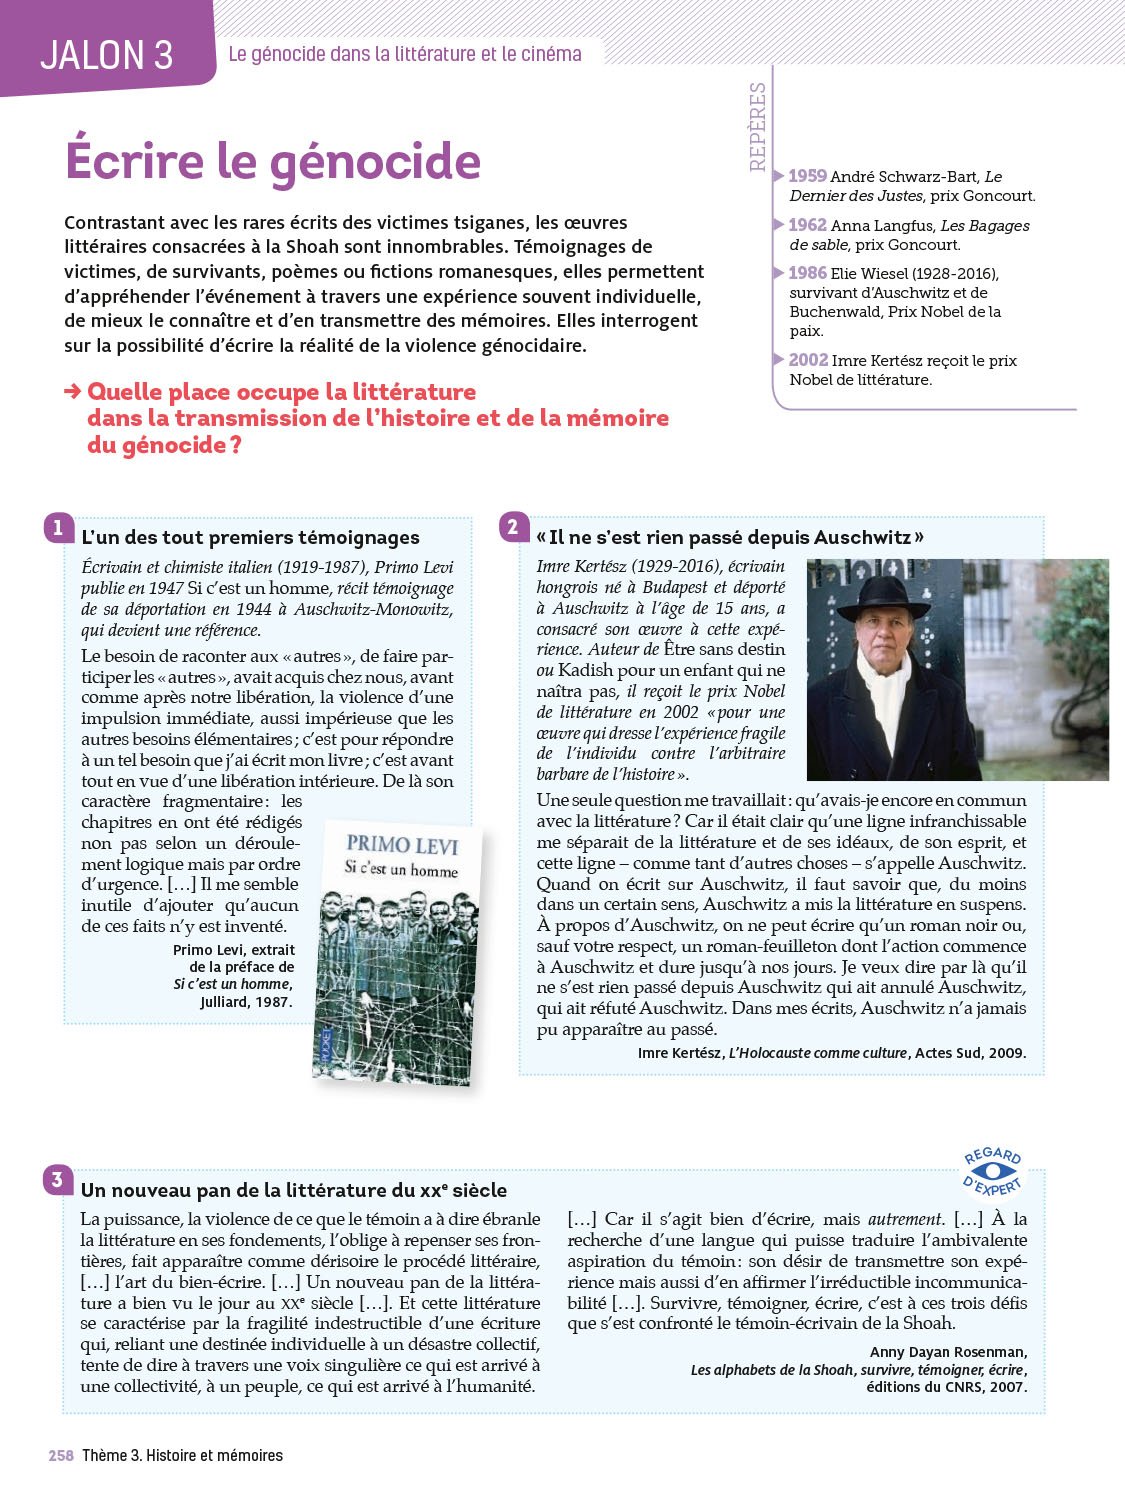 JALON 3
Le génocide dans la littérature et le cinéma
Écrire le génocide
Contrastant avec les rares écrits des victimes tsiganes, les œuvres
littéraires consacrées à la Shoah sont innombrables. Témoignages de
victimes, de survivants, poèmes ou fictions romanesques, elles permettent
d’appréhender l’événement à travers une expérience souvent individuelle,
de mieux le connaître et d’en transmettre des mémoires. Elles interrogent
sur la possibilité d’écrire la réalité de la violence génocidaire.
→ Quelle place occupe la littérature
dans la transmission de l’histoire et de la mémoire
du génocide ?
REPÈRES
▶ 1959 André Schwarz-Bart, Le
Dernier des Justes, prix Goncourt.
▶ 1962 Anna Langfus, Les Bagages
de sable, prix Goncourt.
▶ 1986 Elie Wiesel (1928-2016),
survivant d’Auschwitz et de
Buchenwald, Prix Nobel de la
paix.
▶ 2002 Imre Kertész reçoit le prix
Nobel de littérature.
1
L’un des tout premiers témoignages
Écrivain et chimiste italien (1919-1987), Primo Levi
publie en 1947 Si c’est un homme, récit témoignage
de sa déportation en 1944 à Auschwitz-Monowitz,
qui devient une référence.
Le besoin de raconter aux « autres », de faire par-
ticiper les « autres », avait acquis chez nous, avant
comme après notre libération, la violence d’une
impulsion immédiate, aussi impérieuse que les
autres besoins élémentaires ; c’est pour répondre
à un tel besoin que j’ai écrit mon livre ; c’est avant
tout en vue d’une libération intérieure. De là son
caractère fragmentaire : les
chapitres en ont été rédigés
non pas selon un déroule-
ment logique mais par ordre
d’urgence. […] Il me semble
inutile d’ajouter qu’aucun
de ces faits n’y est inventé.
Primo Levi, extrait
de la préface de
Si c’est un homme,
Julliard, 1987.
PRIMO LEVI
Si c'est un homme
POCKET
2
« Il ne s’est rien passé depuis Auschwitz »
Imre Kertész (1929-2016), écrivain
hongrois né à Budapest et déporté
à Auschwitz à l’âge de 15 ans, a
consacré son œuvre à cette expé-
rience. Auteur de Être sans destin
ou Kadish pour un enfant qui ne
naîtra pas, il reçoit le prix Nobel
de littérature en 2002 « pour une
œuvre qui dresse l’expérience fragile
de l’individu contre l’arbitraire
barbare de l’histoire ».
Une seule question me travaillait : qu’avais-je encore en commun
avec la littérature ? Car il était clair qu’une ligne infranchissable
me séparait de la littérature et de ses idéaux, de son esprit, et
cette ligne – comme tant d’autres choses – s’appelle Auschwitz.
Quand on écrit sur Auschwitz, il faut savoir que, du moins
dans un certain sens, Auschwitz a mis la littérature en suspens.
À propos d’Auschwitz, on ne peut écrire qu’un roman noir ou,
sauf votre respect, un roman-feuilleton dont l’action commence
à Auschwitz et dure jusqu’à nos jours. Je veux dire par là qu’il
ne s’est rien passé depuis Auschwitz qui ait annulé Auschwitz,
qui ait réfuté Auschwitz. Dans mes écrits, Auschwitz n’a jamais
pu apparaître au passé.
Imre Kertész, L’Holocauste comme culture, Actes Sud, 2009.
3
Un nouveau pan de la littérature du XXe siècle
REGARD
D'EXPERT
La puissance, la violence de ce que le témoin a à dire ébranle
la littérature en ses fondements, l’oblige à repenser ses fron-
tières, fait apparaître comme dérisoire le procédé littéraire,
[…] l’art du bien-écrire. […] Un nouveau pan de la littéra-
ture a bien vu le jour au XXe siècle […]. Et cette littérature
se caractérise par la fragilité indestructible d’une écriture
qui, reliant une destinée individuelle à un désastre collectif,
tente de dire à travers une voix singulière ce qui est arrivé à
une collectivité, à un peuple, ce qui est arrivé à l’humanité.
[…] Car il s’agit bien d’écrire, mais autrement. […] À la
recherche d’une langue qui puisse traduire l’ambivalente
aspiration du témoin : son désir de transmettre son expé-
rience mais aussi d’en affirmer l’irréductible incommunica-
bilité […]. Survivre, témoigner, écrire, c’est à ces trois défis
que s’est confronté le témoin-écrivain de la Shoah.
Anny Dayan Rosenman,
Les alphabets de la Shoah, survivre, témoigner, écrire,
éditions du CNRS, 2007.
258 Thème 3. Histoire et mémoires